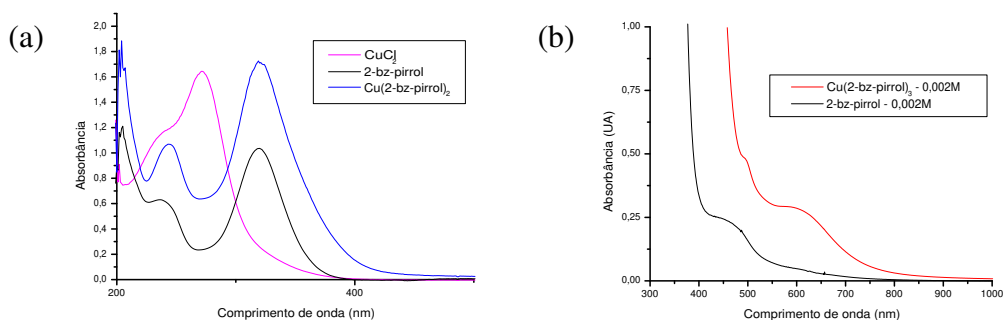 (a)
2,0
1,8
1,6
1,4
1,2
1,0
0,8
0,6
0,4
0,2
0,0
Absorbância
200
300
400
Comprimento de onda (nm)
CuCl2
2-bz-pirrol
Cu(2-bz-pirrol)2
(b)
1,00
0,75
0,50
0,25
0,00
Absorbância (UA)
300
400
500
600
700
800
900
1000
Comprimento de onda (nm)
Cu(2-bz-pirrol)3 - 0,002M
2-bz-pirrol - 0,002M